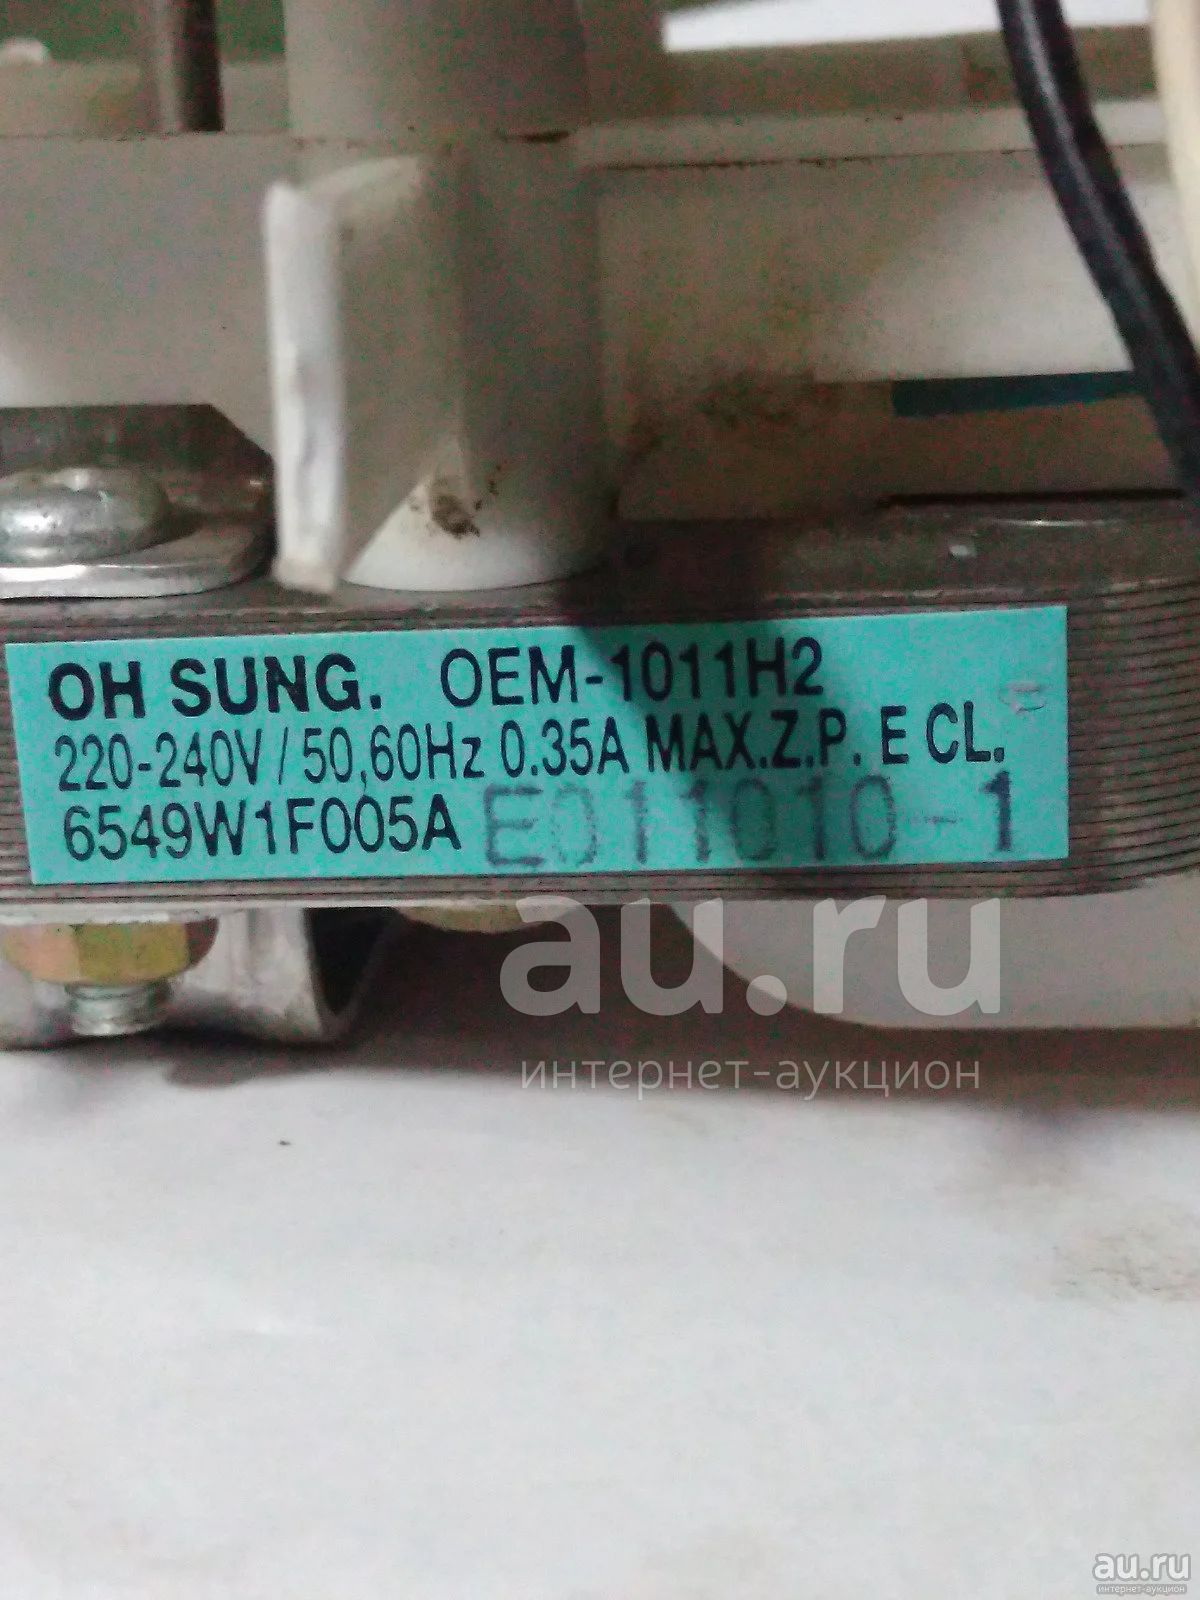 OH SUNG. OEM-1011H2
220-240V / 50,60Hz 0.35A MAX.Z.P. E CL.
6549W1F005A E011010-1
au.ru
интернет-аукцион
au.ru
интернет-аукцион